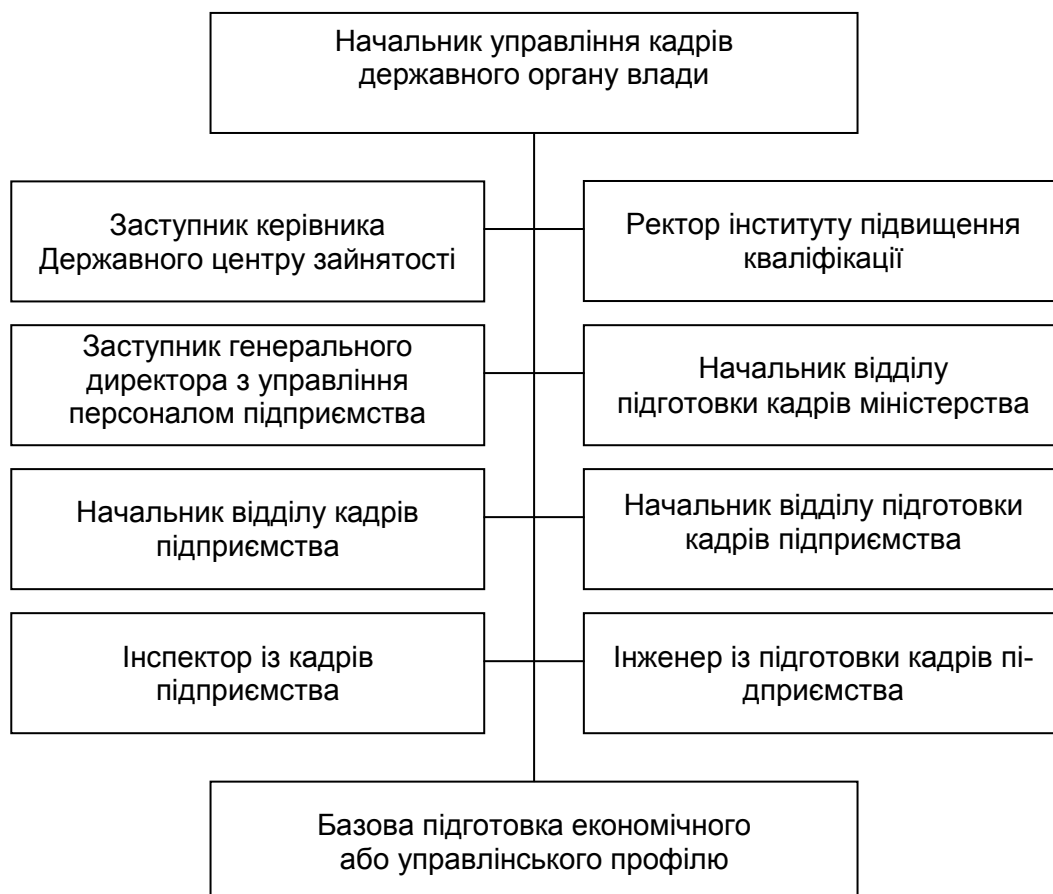 Начальник управління кадрів
державного органу влади
Заступник керівника
Державного центру зайнятості
Ректор інституту підвищення
кваліфікації
Заступник генерального
директора з управління
персоналом підприємства
Начальник відділу
підготовки кадрів міністерства
Начальник відділу кадрів
підприємства
Начальник відділу підготовки
кадрів підприємства
Інспектор із кадрів
підприємства
Інженер із підготовки кадрів пі-
дприємства
Базова підготовка економічного
або управлінського профілю